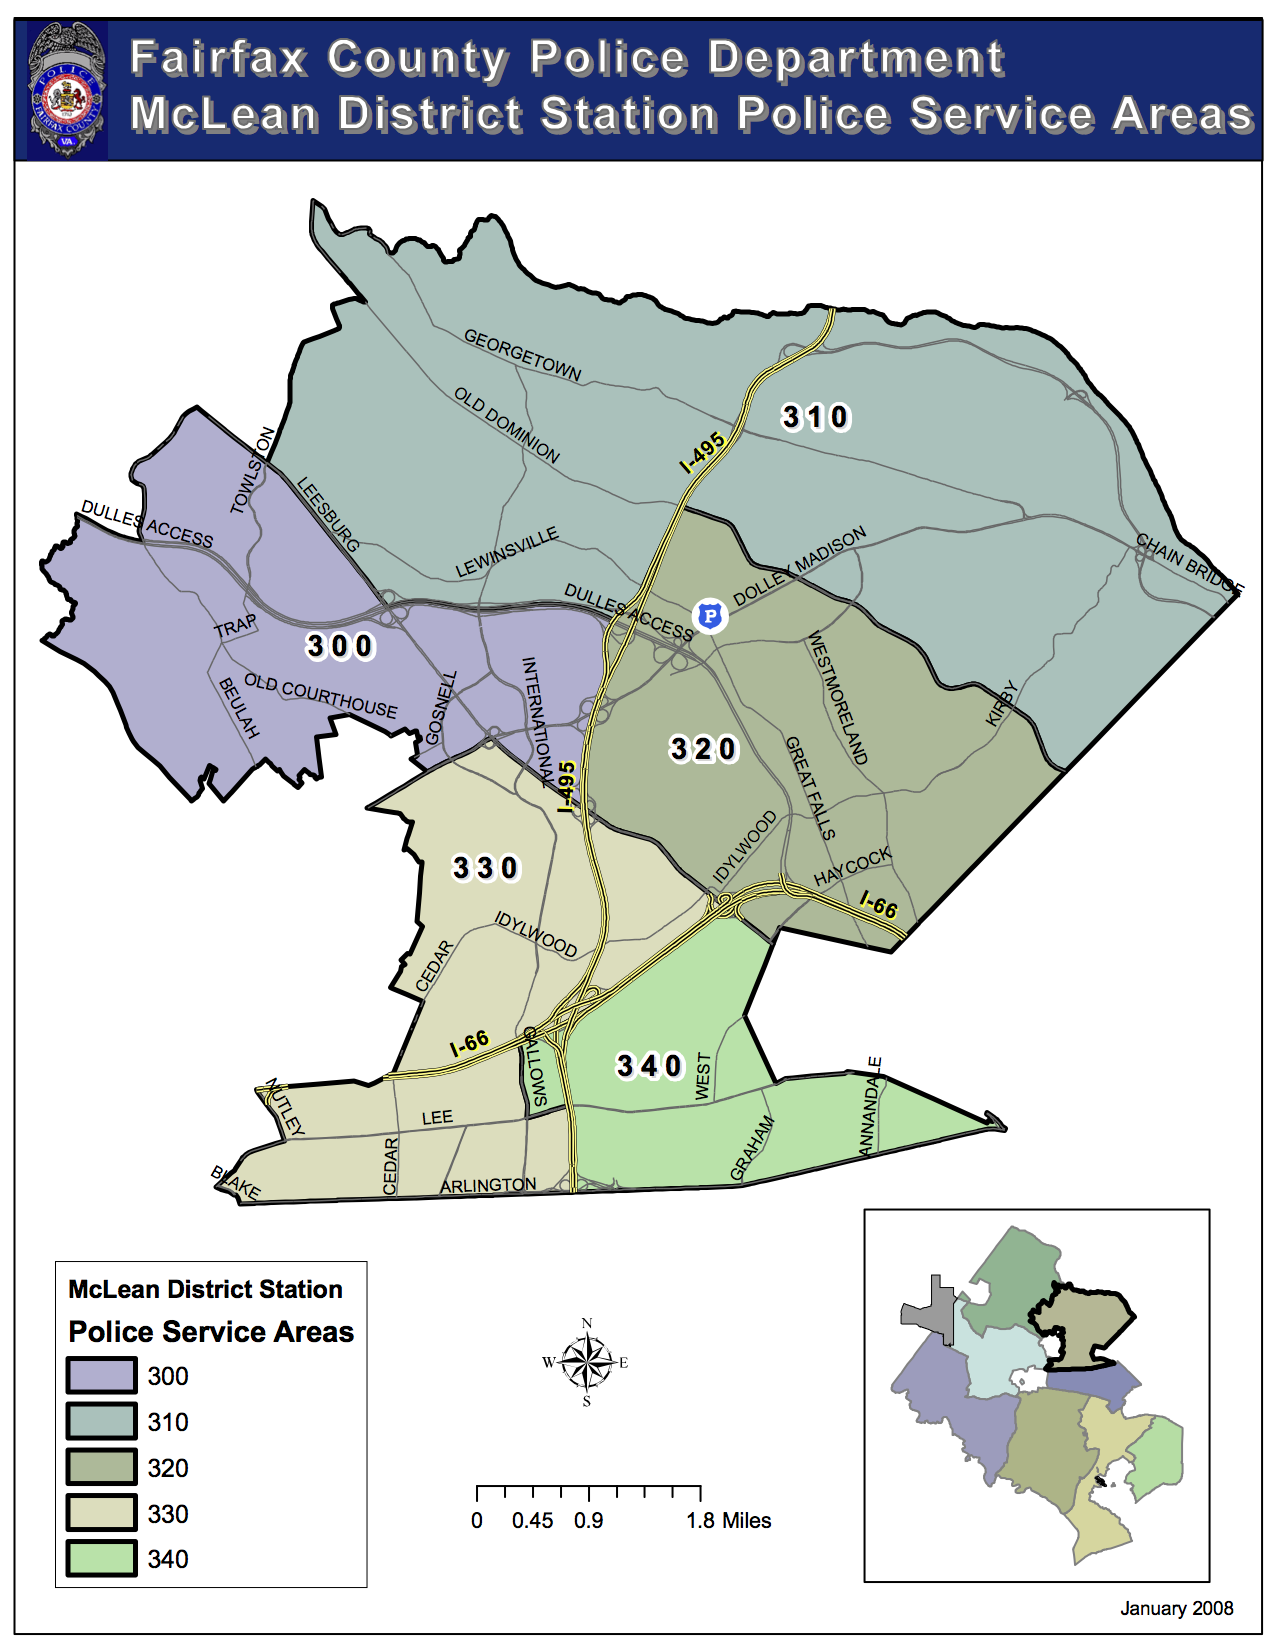 Fairfax County Police Department
McLean District Station Police Service Areas
POLICE
FAIRFAX COUNTY
VA.
GEORGETOWN
OLD DOMINION
310
I-495
TOWLSTON
LEESBURG
DULLES ACCESS
LEWINSVILLE
DOLLEY MADISON
CHAIN BRIDGE
DULLES ACCESS
P
TRAP
300
WESTMORELAND
OLD COURTHOUSE
BEULAH
GOSNELL
INTERNATIONAL
KIRBY
320
GREAT FALLS
I-495
IDYLWOOD
330
HAYCOCK
I-66
IDYLWOOD
CEDAR
I-66
GALLOWS
340
WEST
ANNANDALE
NUTLEY
LEE
GRAHAM
CEDAR
BLAKE
ARLINGTON
McLean District Station
Police Service Areas
300
310
320
330
340
N
W
E
S
0 0.45 0.9 1.8 Miles
January 2008